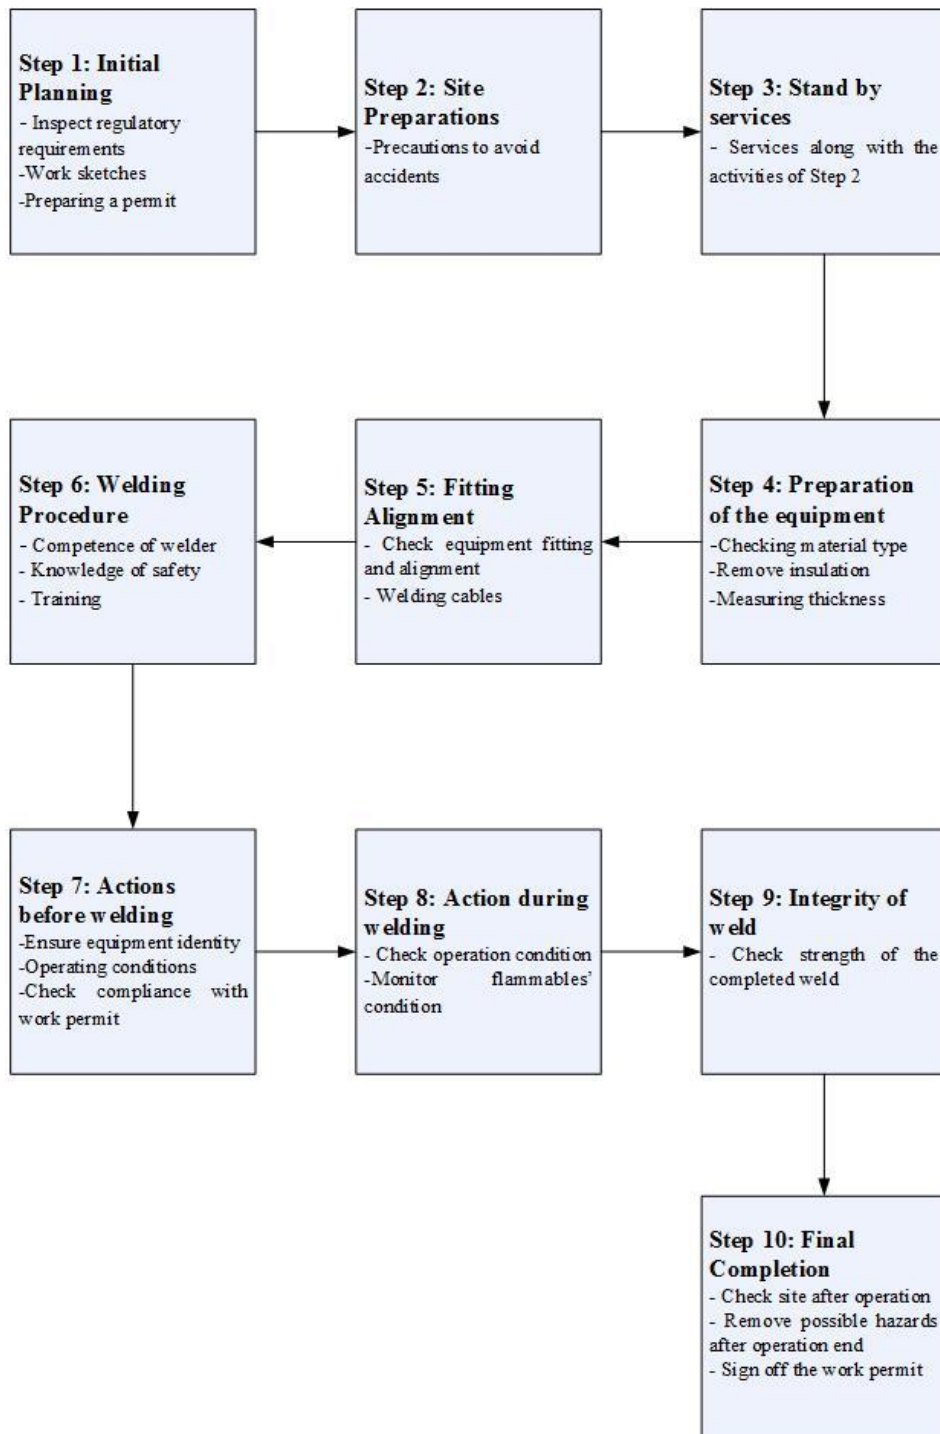 Step 1: Initial
Planning
- Inspect regulatory
requirements
-Work sketches
-Preparing a permit
Step 2: Site
Preparations
-Precautions to avoid
accidents
Step 3: Stand by
services
- Services along with the
activities of Step 2
Step 4: Preparation
of the equipment
-Checking material type
-Remove insulation
-Measuring thickness
Step 5: Fitting
Alignment
- Check equipment fitting
and alignment
- Welding cables
Step 6: Welding
Procedure
- Competence of welder
- Knowledge of safety
- Training
Step 7: Actions
before welding
-Ensure equipment identity
-Operating conditions
-Check compliance with
work permit
Step 8: Action during
welding
- Check operation condition
-Monitor flammables’
condition
Step 9: Integrity of
weld
- Check strength of the
completed weld
Step 10: Final
Completion
- Check site after operation
- Remove possible hazards
after operation end
- Sign off the work permit